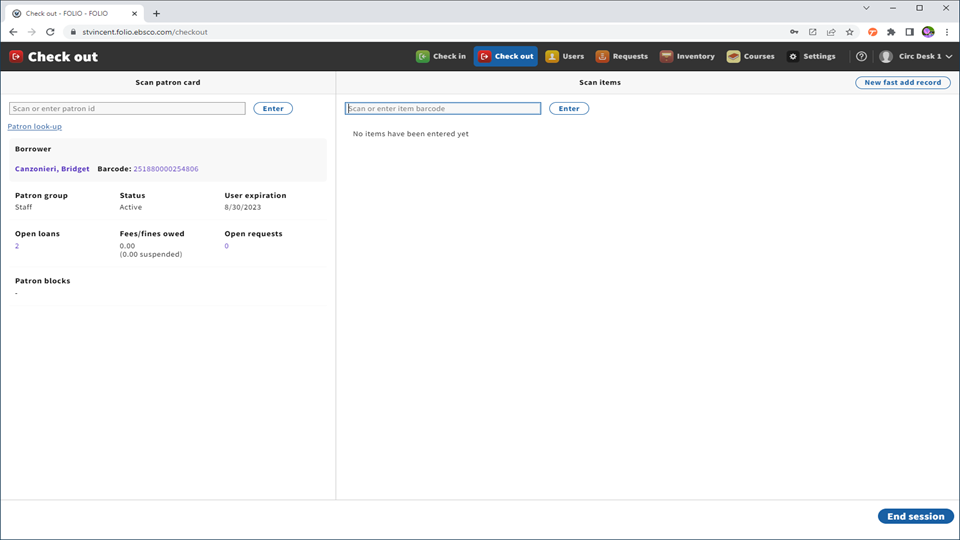 Check out - FOLIO - FOLIO
stvincent.folio.ebsco.com/checkout
Check out
Check in
Check out
Users
Requests
Inventory
Courses
Settings
Circ Desk 1
Scan patron card
Scan or enter patron id
Enter
Patron look-up
Borrower
Canzonieri, Bridget Barcode: 251880000254806
Patron group Status User expiration
Staff Active 8/30/2023
Open loans Fees/fines owed Open requests
2 0.00 0
(0.00 suspended)
Patron blocks
-
Scan items
New fast add record
Scan or enter item barcode
Enter
No items have been entered yet
End session